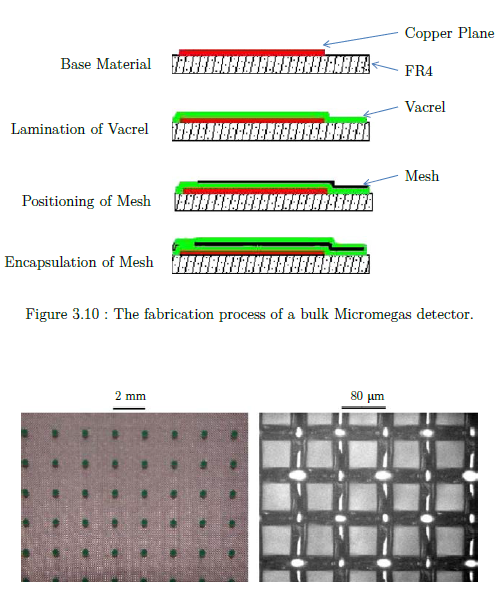 Copper Plane
Base Material
FR4
Vacrel
Lamination of Vacrel
Mesh
Positioning of Mesh
Encapsulation of Mesh
Figure 3.10 : The fabrication process of a bulk Micromegas detector.
2 mm
80 µm